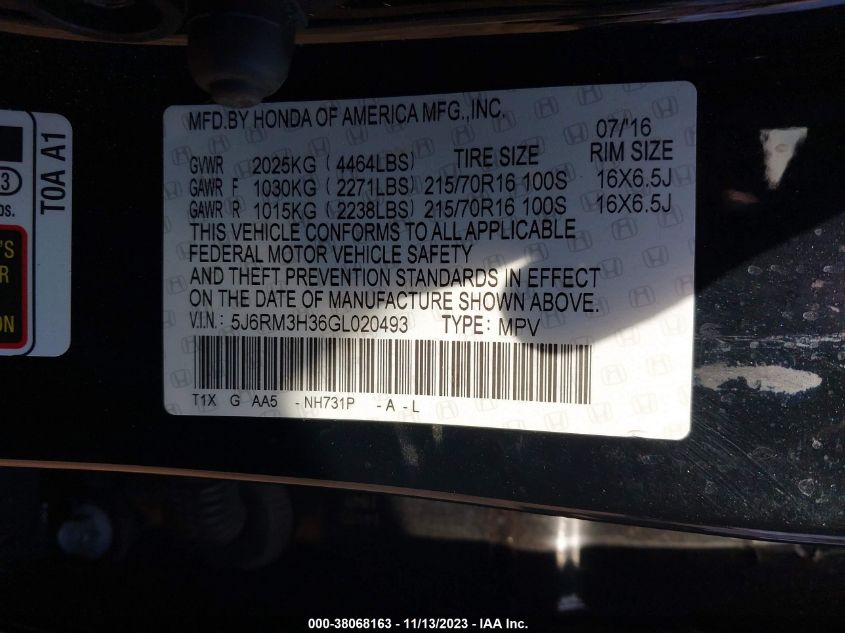 MFD.BY HONDA OF AMERICA MFG.,INC.
07/'16
GVWR 2025KG (4464LBS) TIRE SIZE RIM SIZE
GAWR F 1030KG (2271LBS) 215/70R16 100S 16X6.5J
GAWR R 1015KG (2238LBS) 215/70R16 100S 16X6.5J
THIS VEHICLE CONFORMS TO ALL APPLICABLE
FEDERAL MOTOR VEHICLE SAFETY
AND THEFT PREVENTION STANDARDS IN EFFECT
ON THE DATE OF MANUFACTURE SHOWN ABOVE.
V.I.N.: 5J6RM3H36GL020493 TYPE: MPV
T1X G AA5 - NH731P - A - L
T0A A1
3
OS.
'S
R
ON
000-38068163 - 11/13/2023 - IAA Inc.